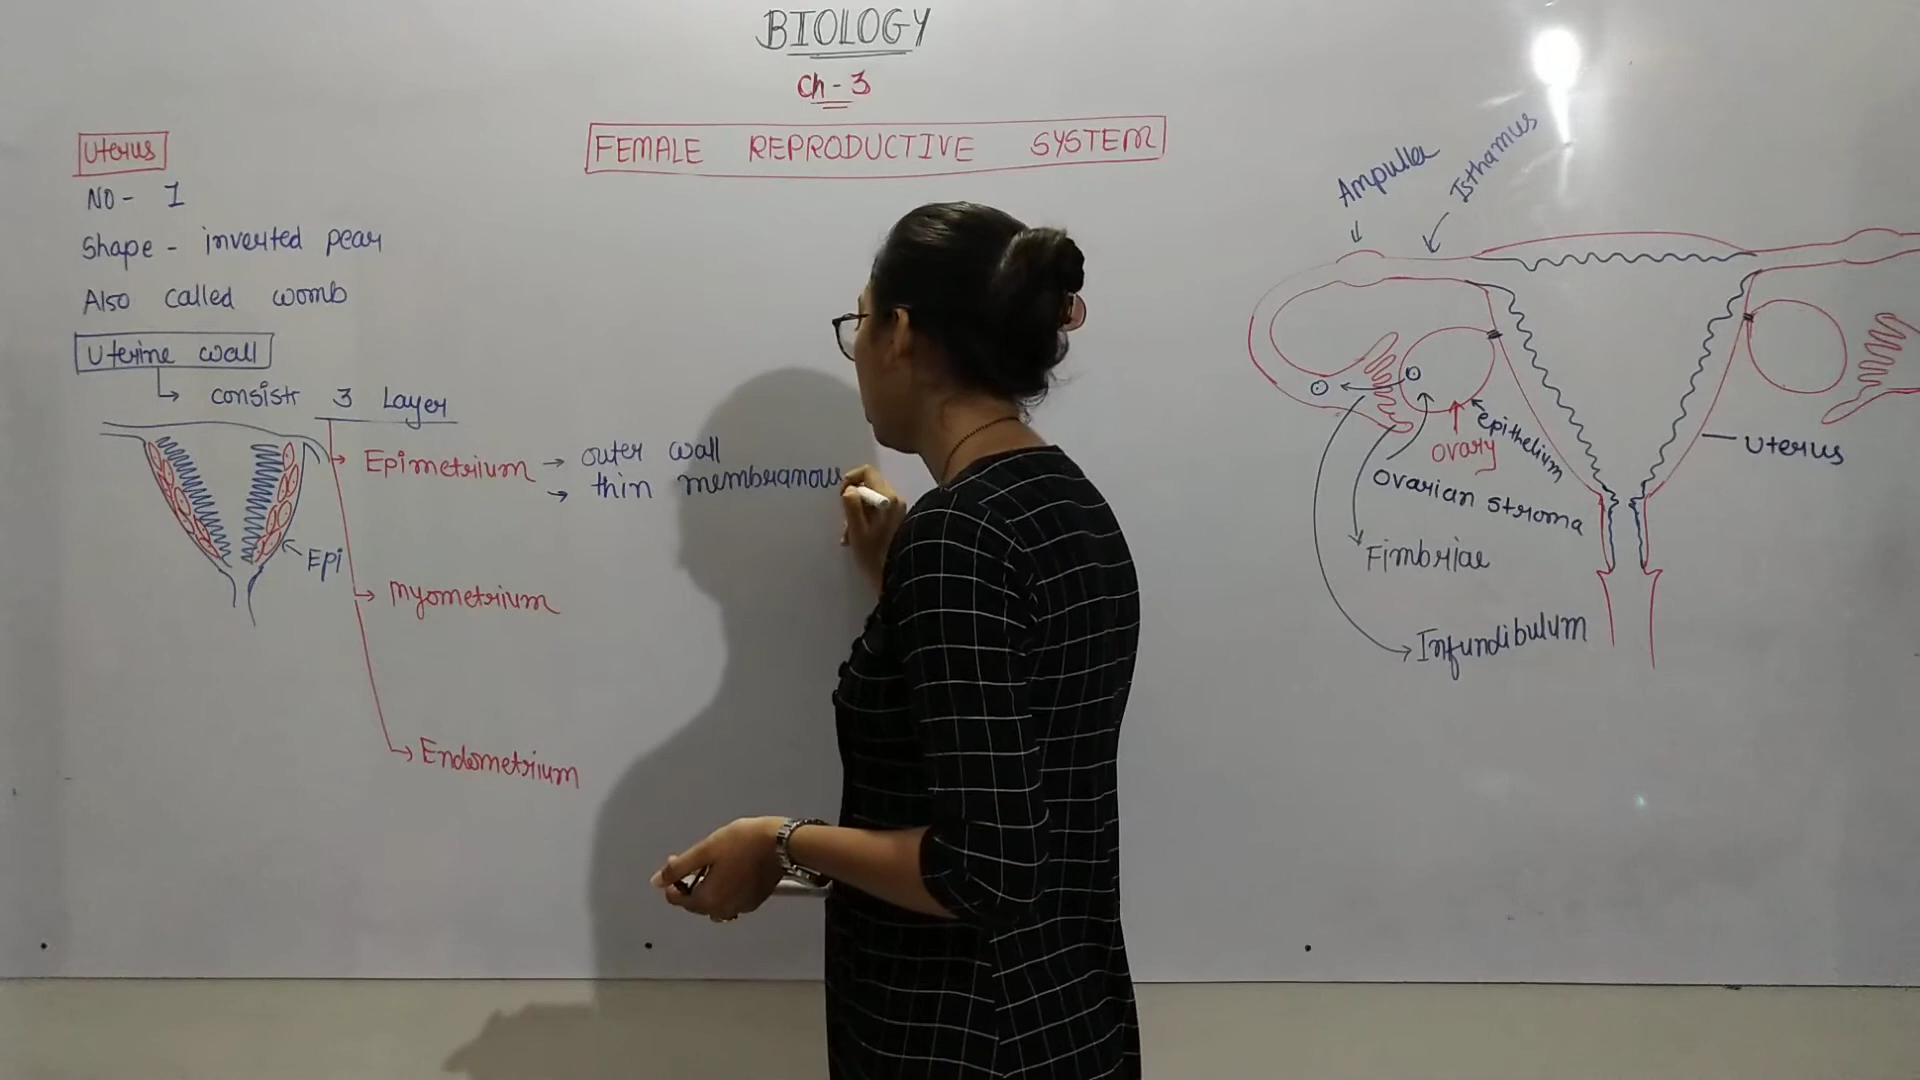 BIOLOGY
Ch - 3
FEMALE REPRODUCTIVE SYSTEM
Uterus
NO - 1
Shape - inverted pear
Also called womb
Uterine wall
consist 3 Layer
Epimetrium → outer wall
→ thin membranous
Epi
Myometrium
Endometrium
Ampulla
Isthamus
epithelium
ovary
ovarian stroma
Uterus
Fimbriae
Infundibulum